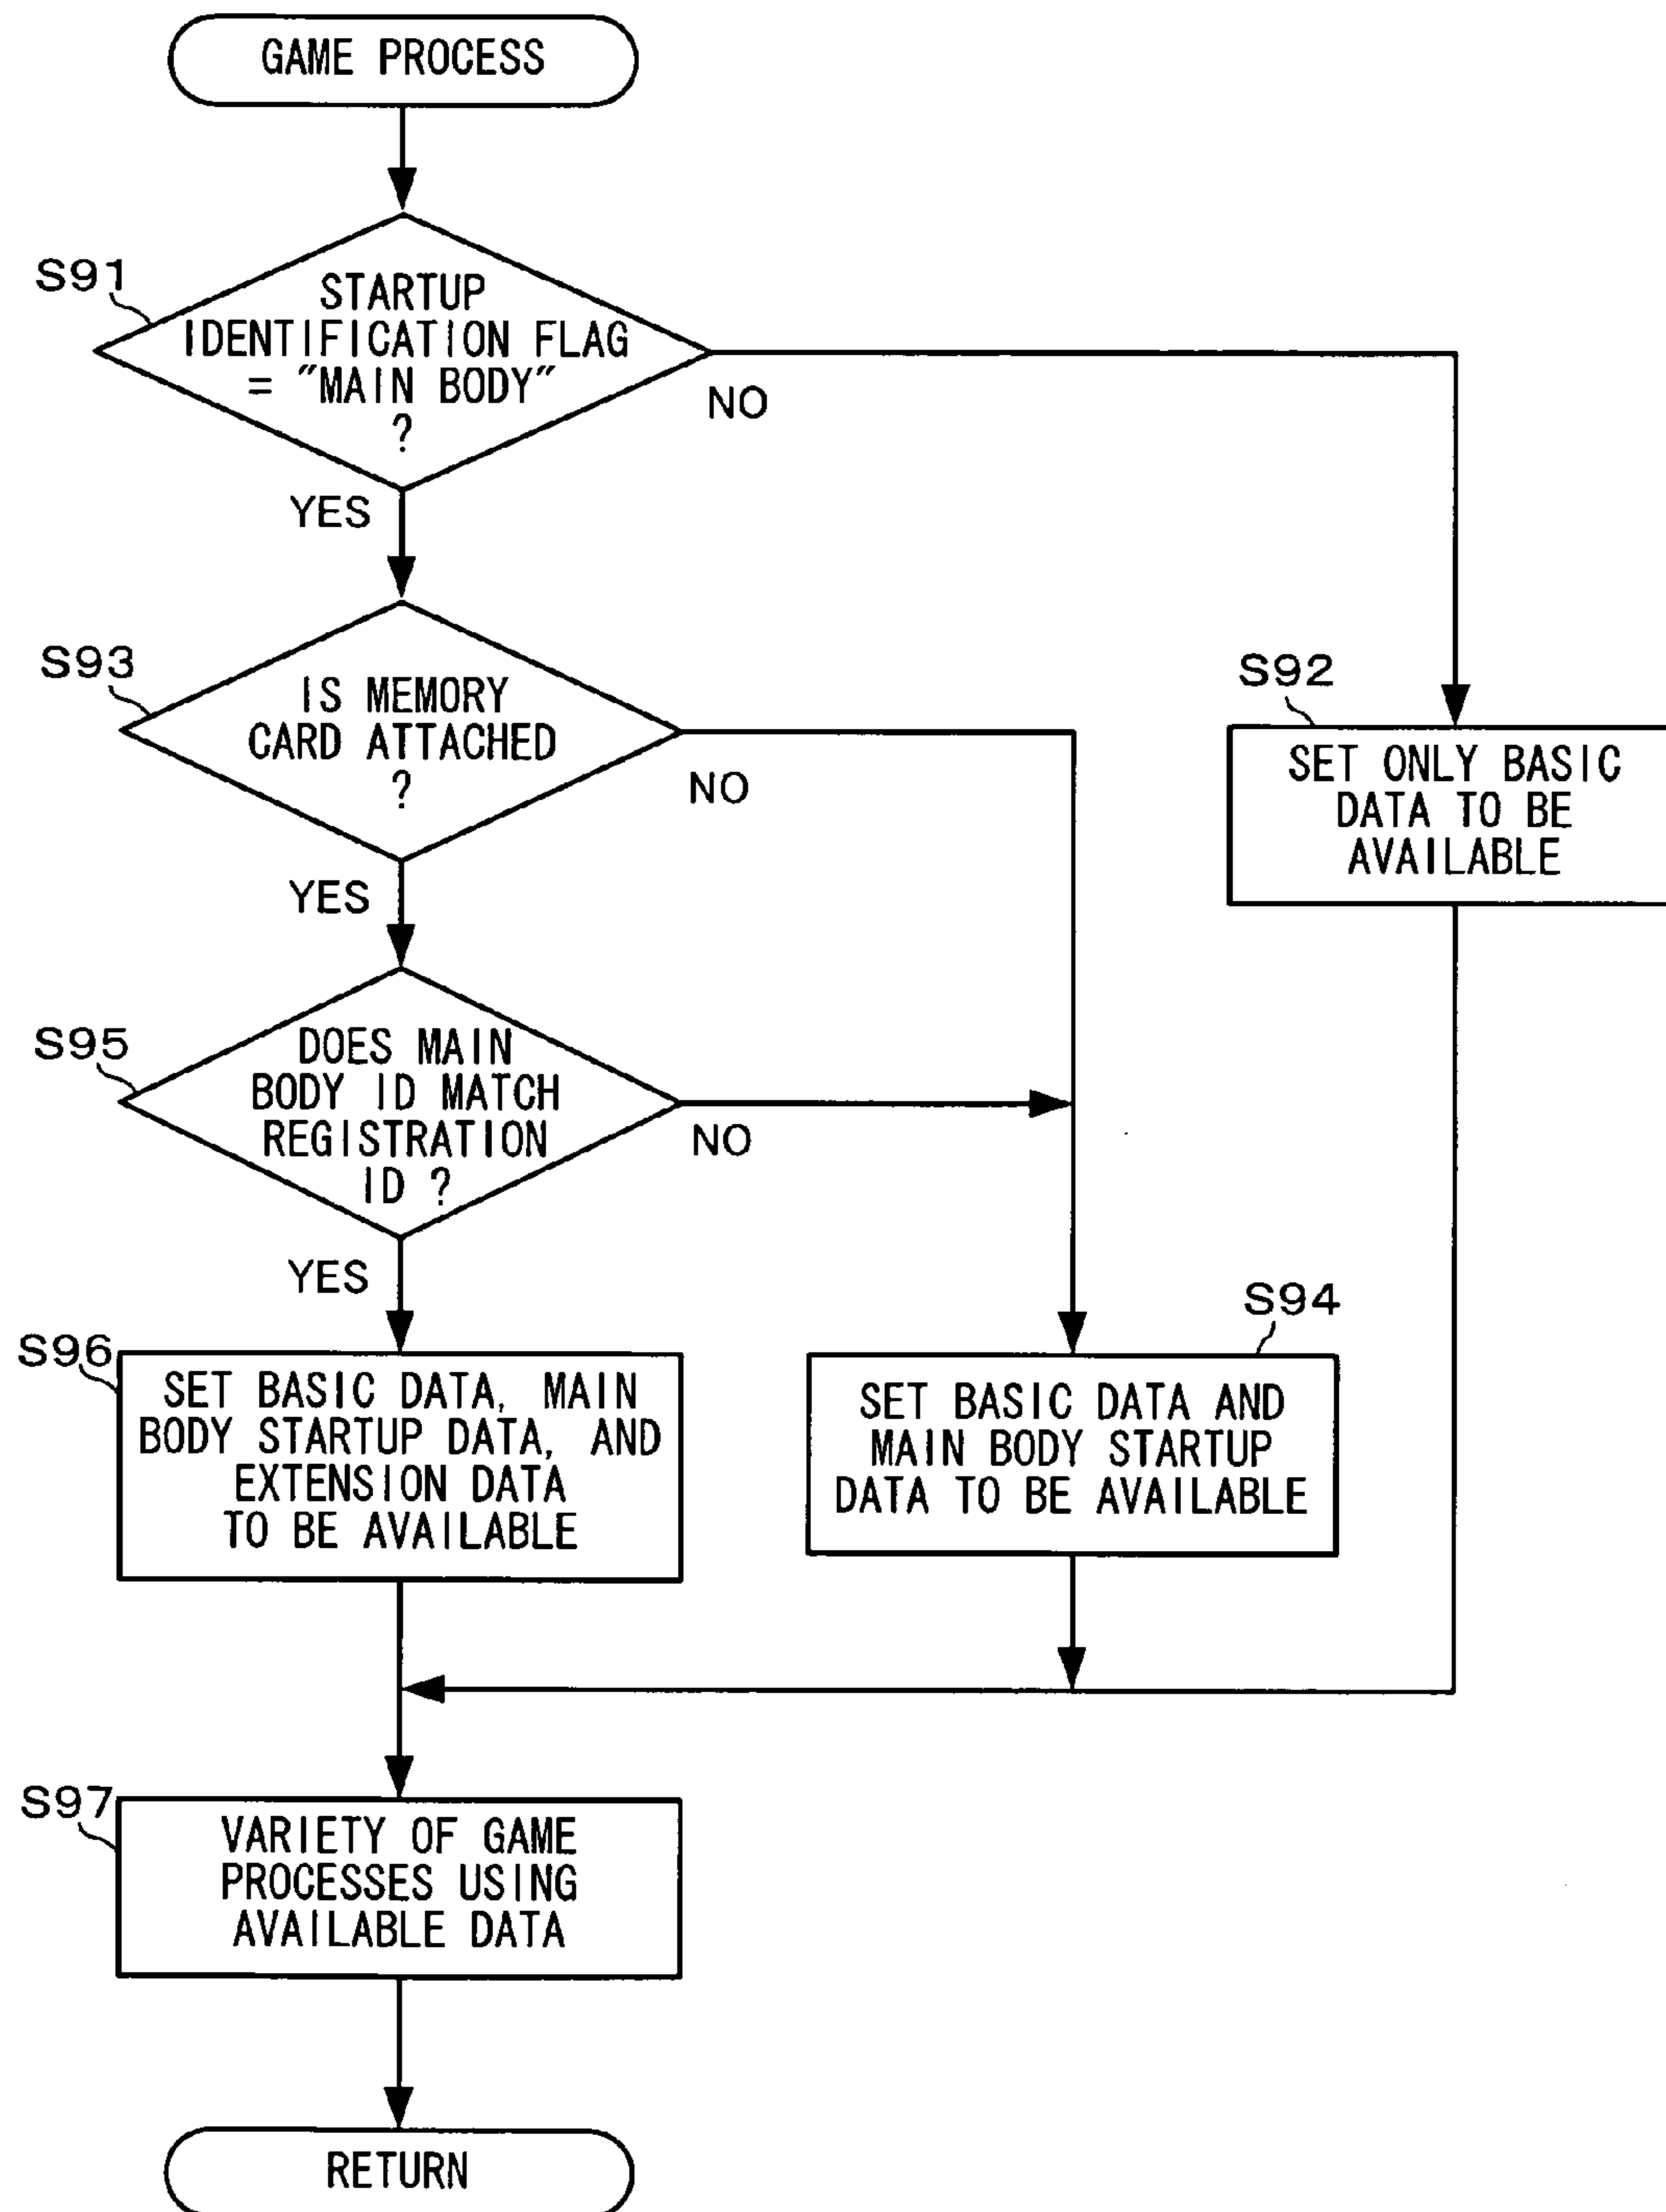 GAME PROCESS
S91
STARTUP
IDENTIFICATION FLAG
= "MAIN BODY"
?
NO
YES
S93
IS MEMORY
CARD ATTACHED
?
NO
YES
S92
SET ONLY BASIC
DATA TO BE
AVAILABLE
S95
DOES MAIN
BODY ID MATCH
REGISTRATION
ID ?
NO
YES
S96
SET BASIC DATA, MAIN
BODY STARTUP DATA, AND
EXTENSION DATA
TO BE AVAILABLE
S94
SET BASIC DATA AND
MAIN BODY STARTUP
DATA TO BE AVAILABLE
S97
VARIETY OF GAME
PROCESSES USING
AVAILABLE DATA
RETURN